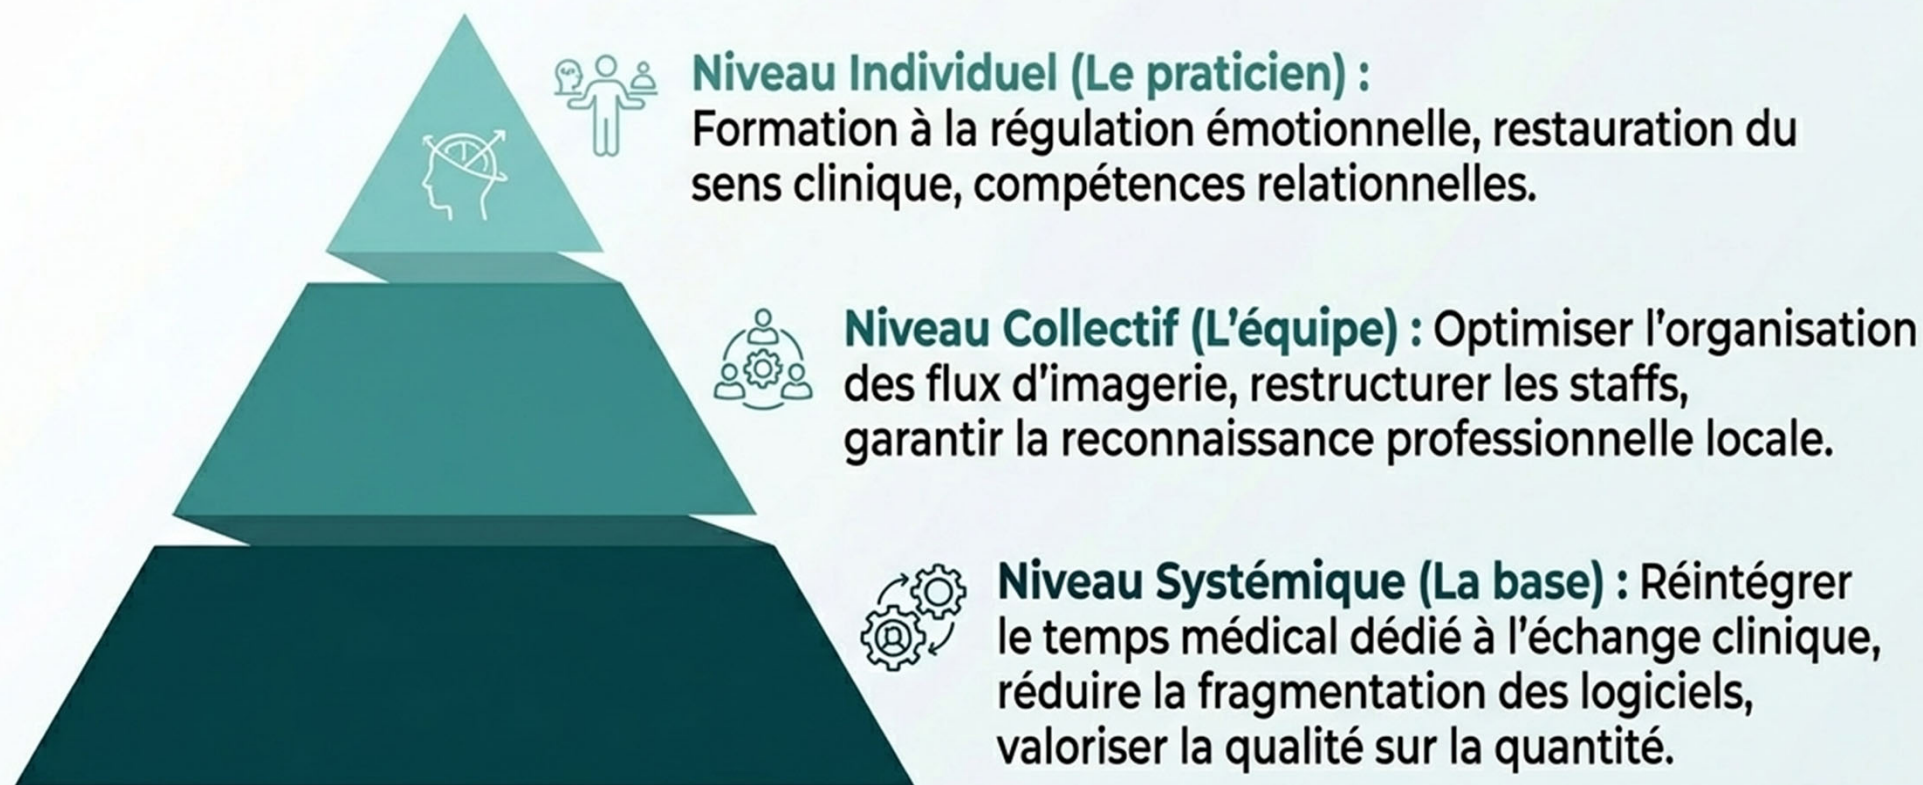 Niveau Individuel (Le praticien) :
Formation à la régulation émotionnelle, restauration du
sens clinique, compétences relationnelles.
Niveau Collectif (L’équipe) : Optimiser l’organisation
des flux d’imagerie, restructurer les staffs,
garantir la reconnaissance professionnelle locale.
Niveau Systémique (La base) : Réintégrer
le temps médical dédié à l’échange clinique,
réduire la fragmentation des logiciels,
valoriser la qualité sur la quantité.